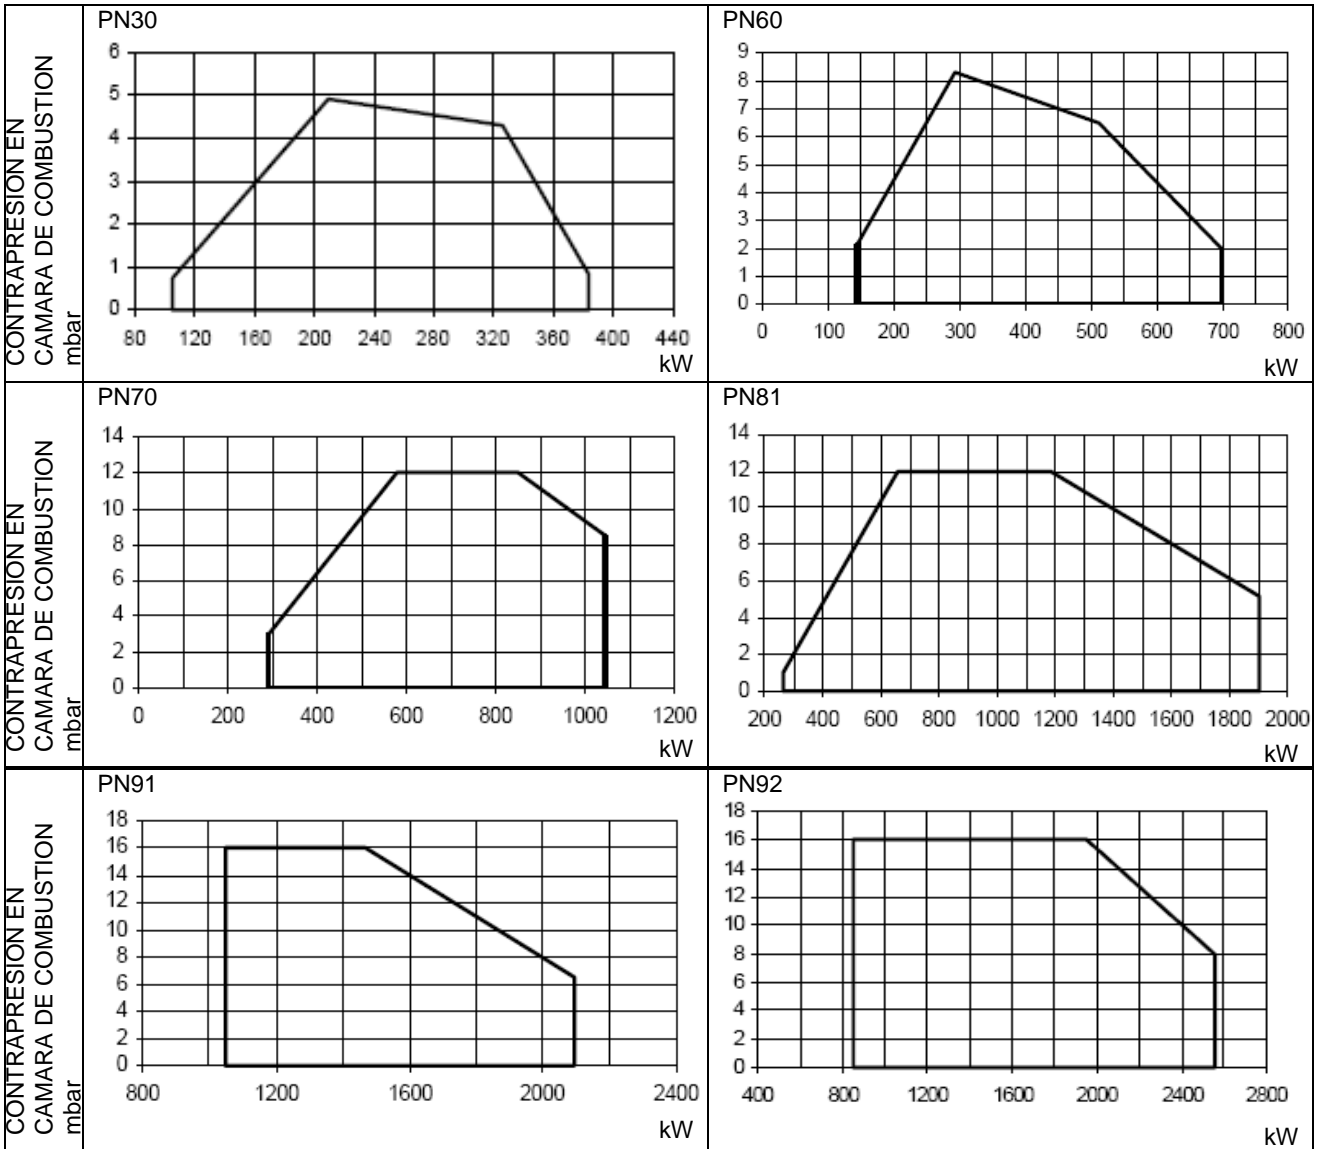 CONTRAPRESION EN
CAMARA DE COMBUSTION
mbar
PN30
6
5
4
3
2
1
0
80 120 160 200 240 280 320 360 400 440
kW
PN60
9
8
7
6
5
4
3
2
1
0
0 100 200 300 400 500 600 700 800
kW
CONTRAPRESION EN
CAMARA DE COMBUSTION
mbar
PN70
14
12
10
8
6
4
2
0
0 200 400 600 800 1000 1200
kW
PN81
14
12
10
8
6
4
2
0
200 400 600 800 1000 1200 1400 1600 1800 2000
kW
CONTRAPRESION EN
CAMARA DE COMBUSTION
mbar
PN91
18
16
14
12
10
8
6
4
2
0
800 1200 1600 2000 2400
kW
PN92
18
16
14
12
10
8
6
4
2
0
400 800 1200 1600 2000 2400 2800
kW